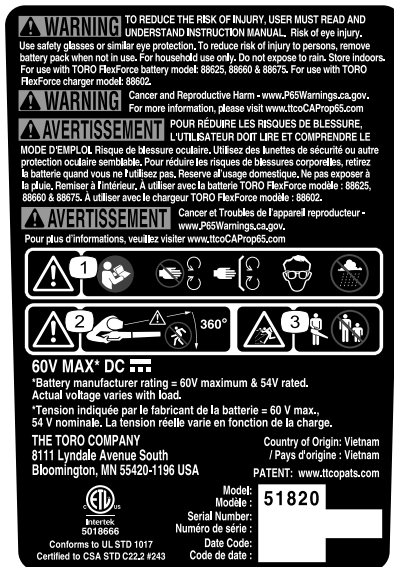 WARNING TO REDUCE THE RISK OF INJURY, USER MUST READ AND
UNDERSTAND INSTRUCTION MANUAL. Risk of eye injury.
Use safety glasses or similar eye protection. To reduce risk of injury to persons, remove
battery pack when not in use. For household use only. Do not expose to rain. Store indoors.
For use with TORO FlexForce battery model: 88625, 88660 & 88675. For use with TORO
FlexForce charger model: 88602.
WARNING Cancer and Reproductive Harm - www.P65Warnings.ca.gov.
For more information, please visit www.ttcoCAProp65.com
AVERTISSEMENT POUR RÉDUIRE LES RISQUES DE BLESSURE,
L'UTILISATEUR DOIT LIRE ET COMPRENDRE LE
MODE D'EMPLOI. Risque de blessure oculaire. Utilisez des lunettes de sécurité ou autre
protection oculaire semblable. Pour réduire les risques de blessures corporelles, retirez
la batterie quand vous ne l'utilisez pas. Reserve al'usage domestique. Ne pas exposer à
la pluie. Remiser à l'intérieur. À utiliser avec la batterie TORO FlexForce modèle : 88625,
88660 & 88675. À utiliser avec le chargeur TORO FlexForce modèle : 88602.
AVERTISSEMENT Cancer et Troubles de l'appareil reproducteur -
www.P65Warnings.ca.gov.
Pour plus d'informations, veuillez visiter www.ttcoCAProp65.com
1
2 360° 3
60V MAX* DC
*Battery manufacturer rating = 60V maximum & 54V rated.
Actual voltage varies with load.
*Tension indiquée par le fabricant de la batterie = 60 V max.,
54 V nominale. La tension réelle varie en fonction de la charge.
THE TORO COMPANY
8111 Lyndale Avenue South
Bloomington, MN 55420-1196 USA
Country of Origin: Vietnam
/ Pays d'origine : Vietnam
PATENT: www.ttcopats.com
C ETL US
Intertek
5018666
Conforms to UL STD 1017
Certified to CSA STD C22.2 #243
Model:
Modèle : 51820
Serial Number:
Numéro de série :
Date Code:
Code de date :